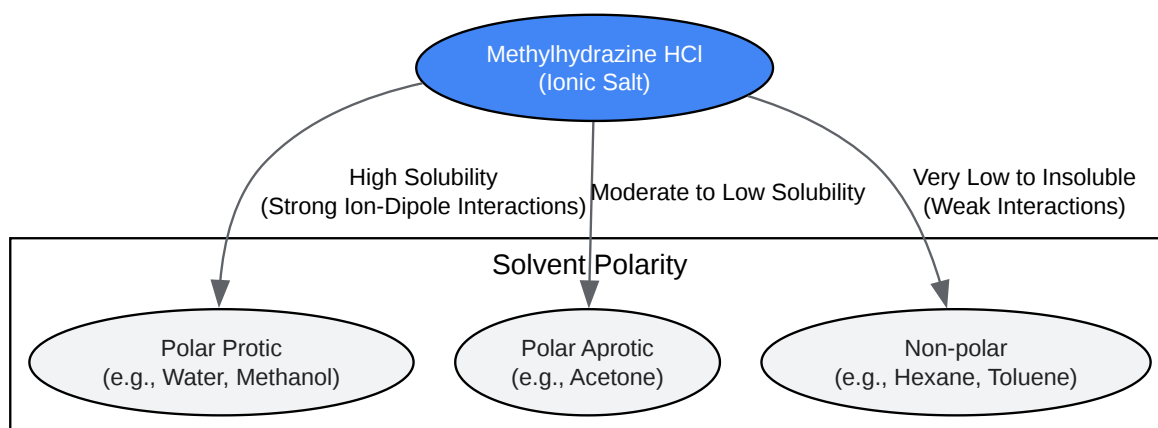 Methylhydrazine HCl
(Ionic Salt)
High Solubility
(Strong Ion-Dipole Interactions)
Moderate to Low Solubility
Very Low to Insoluble
(Weak Interactions)
Solvent Polarity
Polar Protic
(e.g., Water, Methanol)
Polar Aprotic
(e.g., Acetone)
Non-polar
(e.g., Hexane, Toluene)